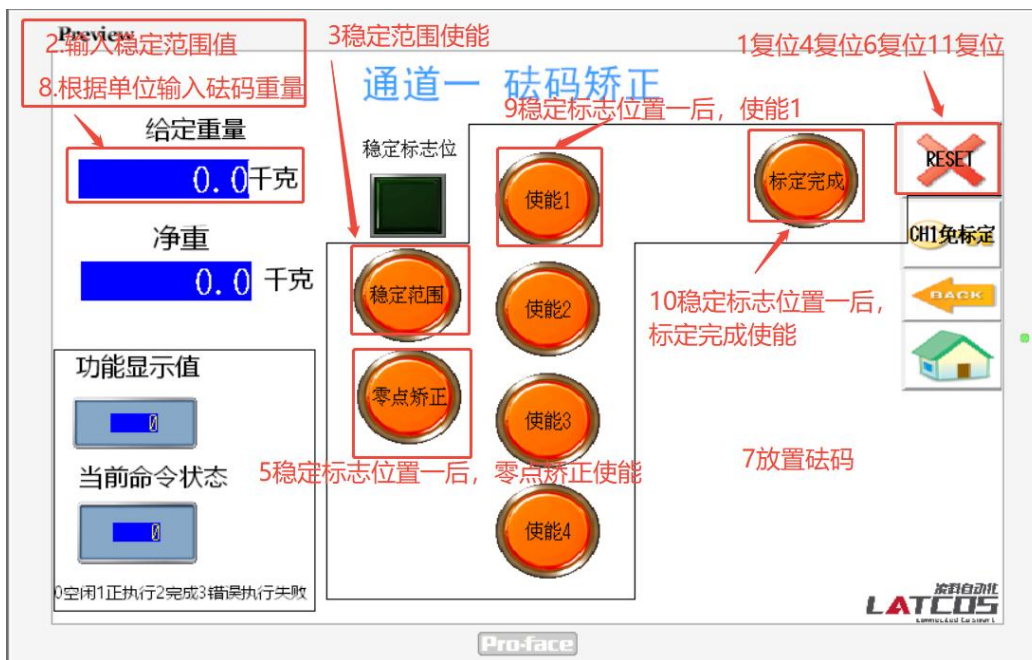 Preview
2.输入稳定范围值
8.根据单位输入砝码重量
3稳定范围使能
1复位4复位6复位11复位
通道一 砝码矫正
9稳定标志位置一后，使能1
给定重量
0.0千克
稳定标志位
使能1
标定完成
RESET
净重
0.0 千克
CH1免标定
稳定范围
使能2
BACK
10稳定标志位置一后，
标定完成使能
功能显示值
0
零点矫正
使能3
5稳定标志位置一后，零点矫正使能
7放置砝码
当前命令状态
0
使能4
0空闲1正执行2完成3错误执行失败
凌科自动化
LATCOS
Connected to smart
Pro-face